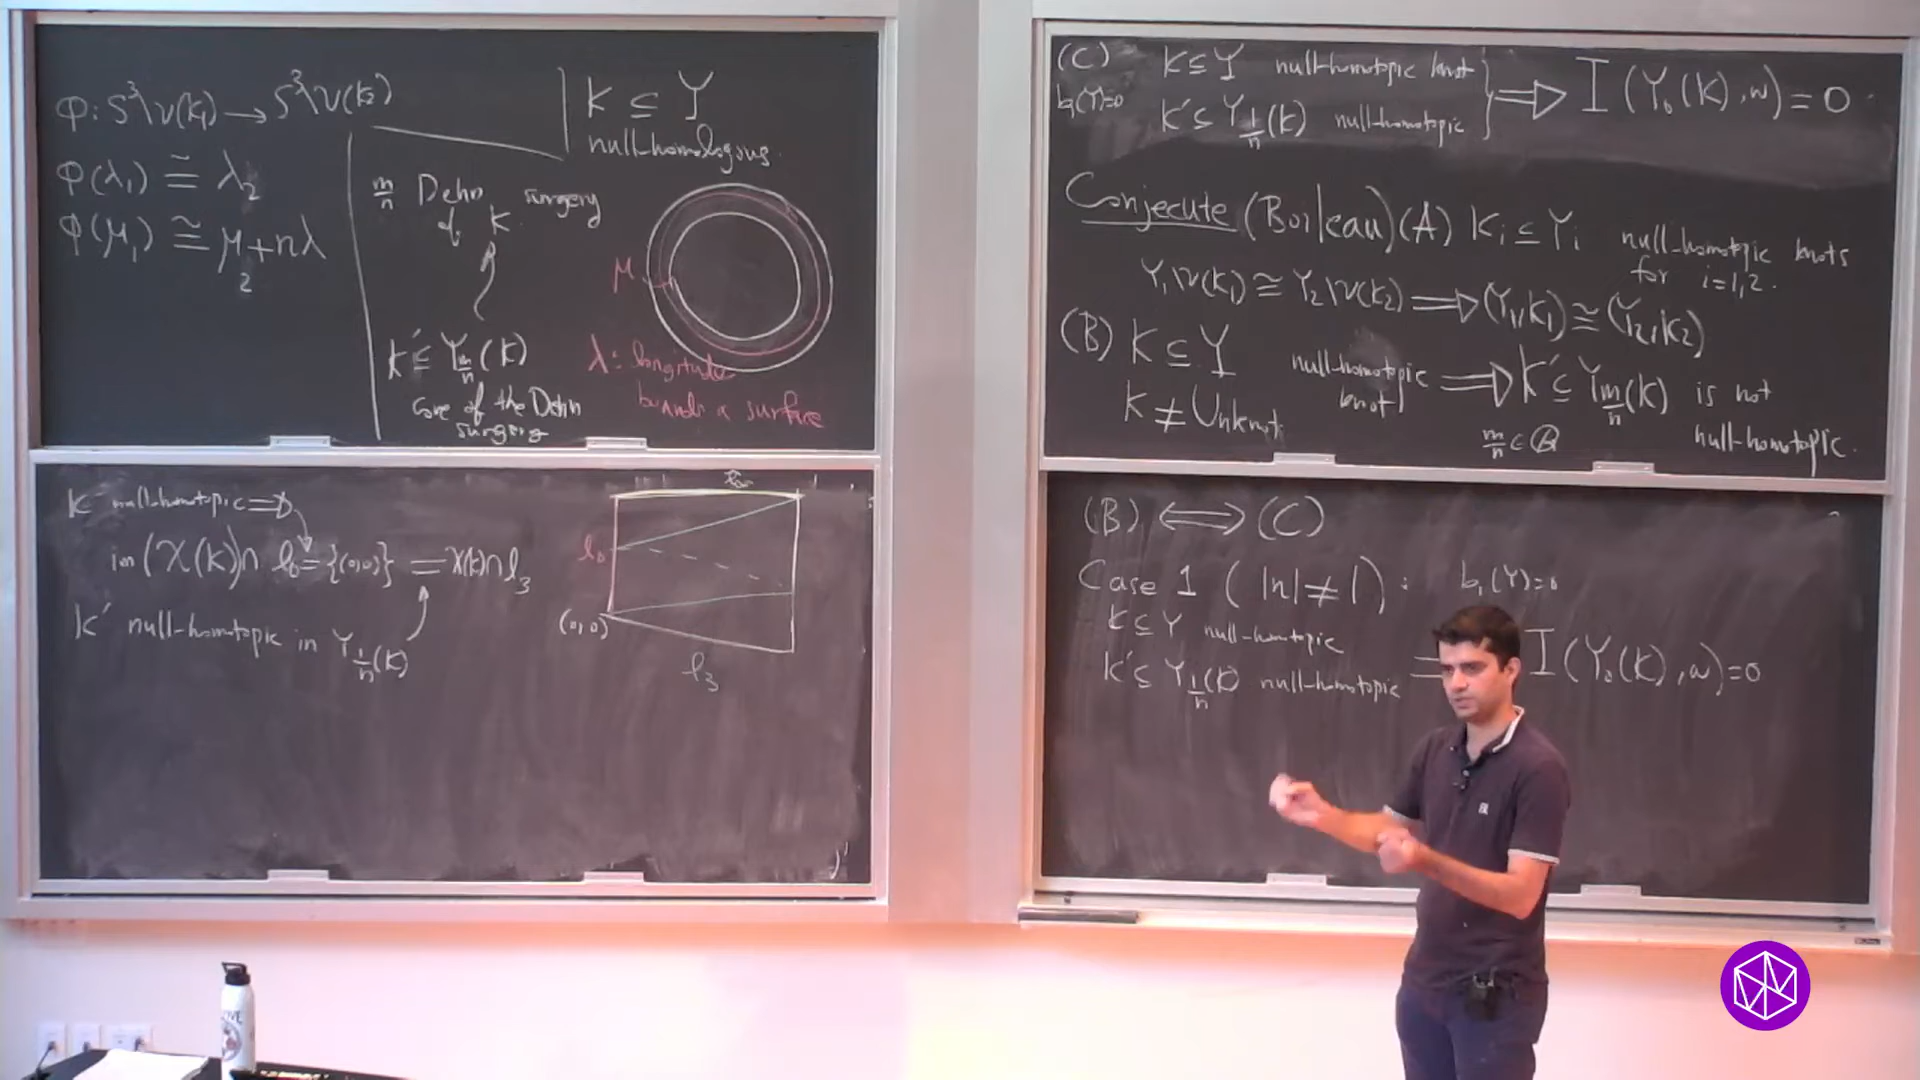 φ: S³\ν(K₁) → S³\ν(K₂)
φ(λ₁) ≅ λ₂
φ(μ₁) ≅ μ₂+nλ
K ⊆ Y
null-homologous.
m/n Dehn surgery
of K
K' ⊆ Y_{m/n}(K)
core of the Dehn
surgery
μ
λ: longitude
bounds a surface
K null-homotopic ⇒
im(χ(K)) ∩ l₀ = {(0,0)} = χ(K) ∩ l₃
K' null-homotopic in Y_{1/n}(K)
l₀
(0,0)
l₃
(C) K ⊆ Y null-homotopic knot
b₁(Y)=0 K' ⊆ Y_{1/n}(K) null-homotopic
⇒ I(Y₀(K), w) = 0
Conjecute (Boileau) (A) Kᵢ ⊆ Yᵢ null-homotopic knots
for i=1,2.
Y₁\ν(K₁) ≅ Y₂\ν(K₂) ⇒ (Y₁,K₁) ≅ (Y₂,K₂)
(B) K ⊆ Y null-homotopic knot ⇒ K' ⊆ Y_{m/n}(K) is not
K ≠ Unknot m/n ∈ Q null-homotopic.
(B) ⇔ (C)
Case 1 (|n|≠1): b₁(Y)=0
K ⊆ Y null-homotopic
K' ⊆ Y_{1/n}(K) null-homotopic I(Y₀(K), w)=0